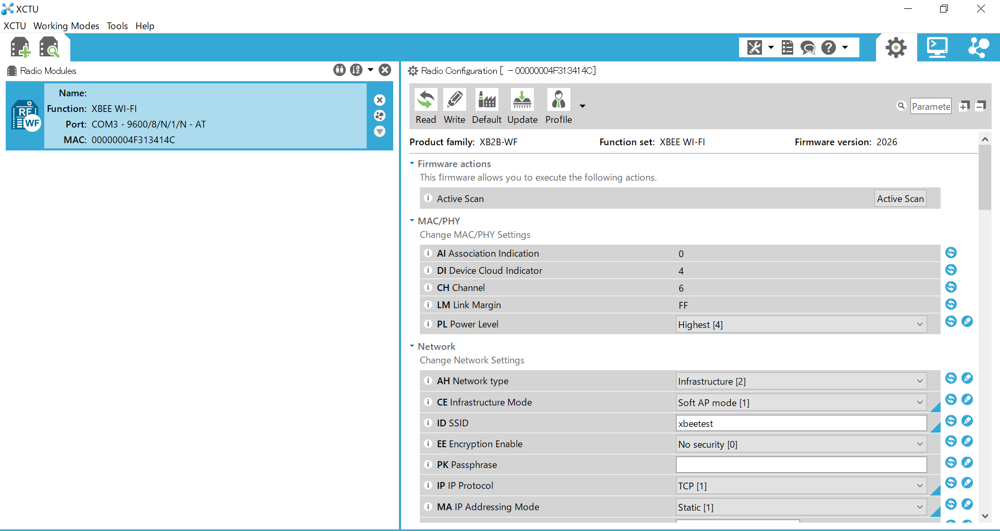 XCTU
XCTU Working Modes Tools Help
Radio Modules
Name:
Function: XBEE WI-FI
Port: COM3 - 9600/8/N/1/N - AT
MAC: 00000004F313414C
RF
WF
Radio Configuration [ - 00000004F313414C]
Read Write Default Update Profile
Paramete
Product family: XB2B-WF Function set: XBEE WI-FI Firmware version: 2026
Firmware actions
This firmware allows you to execute the following actions.
i Active Scan Active Scan
MAC/PHY
Change MAC/PHY Settings
i AI Association Indication 0
i DI Device Cloud Indicator 4
i CH Channel 6
i LM Link Margin FF
i PL Power Level Highest [4]
Network
Change Network Settings
i AH Network type Infrastructure [2]
i CE Infrastructure Mode Soft AP mode [1]
i ID SSID xbeetest
i EE Encryption Enable No security [0]
i PK Passphrase
i IP IP Protocol TCP [1]
i MA IP Addressing Mode Static [1]